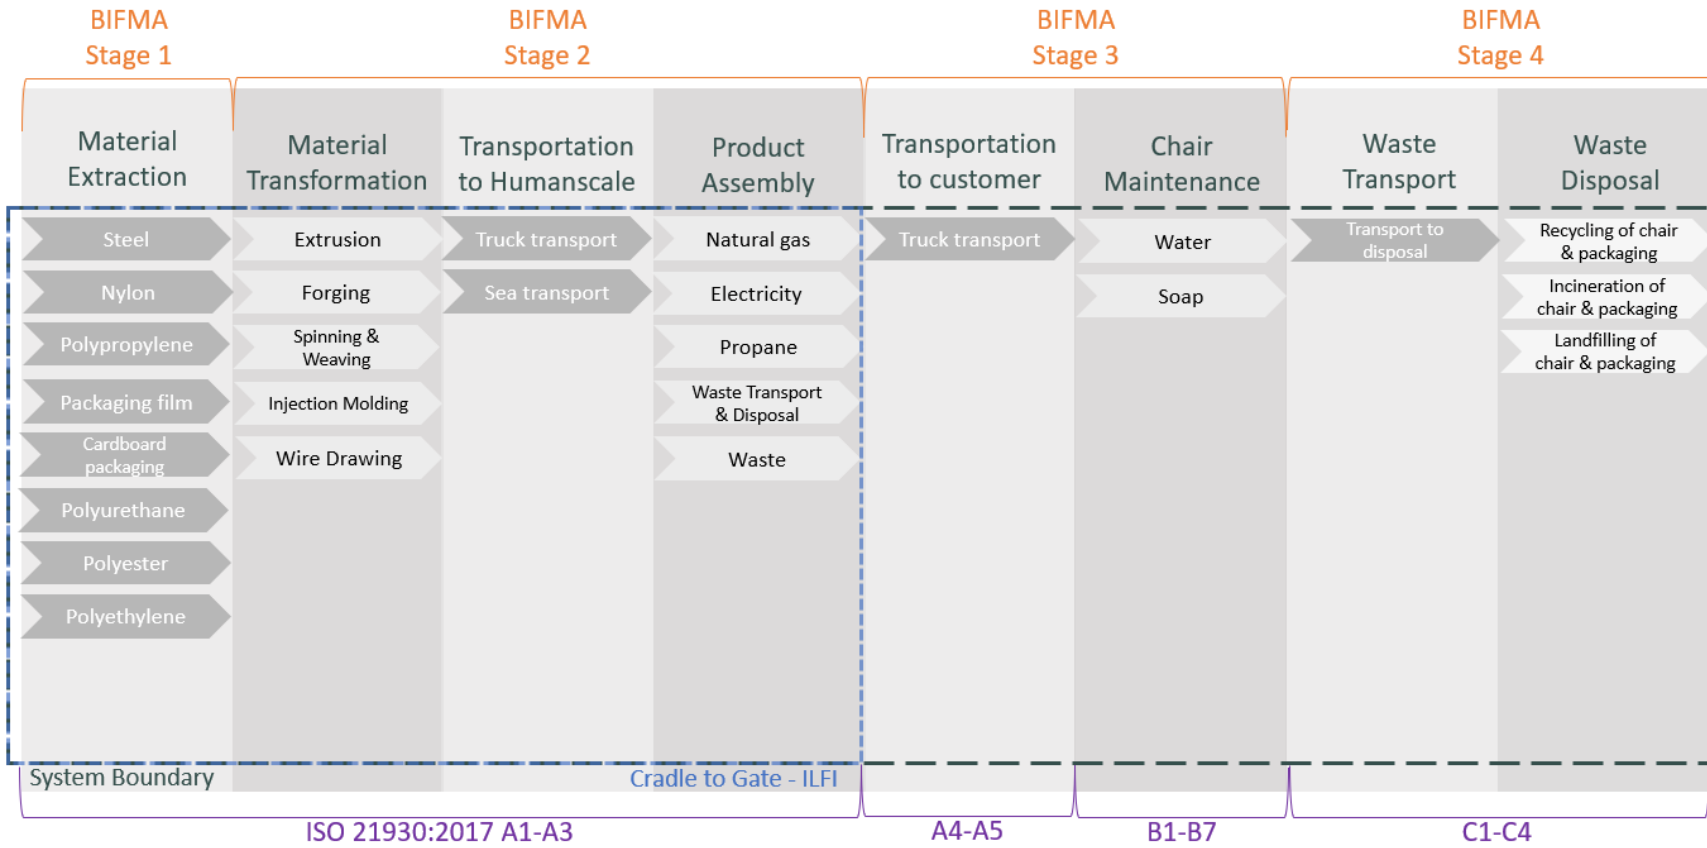 BIFMA
Stage 1
BIFMA
Stage 2
BIFMA
Stage 3
BIFMA
Stage 4
Material
Extraction
Material
Transformation
Transportation
to Humanscale
Product
Assembly
Transportation
to customer
Chair
Maintenance
Waste
Transport
Waste
Disposal
Steel
Nylon
Polypropylene
Packaging film
Cardboard
packaging
Polyurethane
Polyester
Polyethylene
Extrusion
Forging
Spinning &
Weaving
Injection Molding
Wire Drawing
Truck transport
Sea transport
Natural gas
Electricity
Propane
Waste Transport
& Disposal
Waste
Truck transport
Water
Soap
Transport to
disposal
Recycling of chair
& packaging
Incineration of
chair & packaging
Landfilling of
chair & packaging
System Boundary
Cradle to Gate - ILFI
ISO 21930:2017 A1-A3
A4-A5
B1-B7
C1-C4